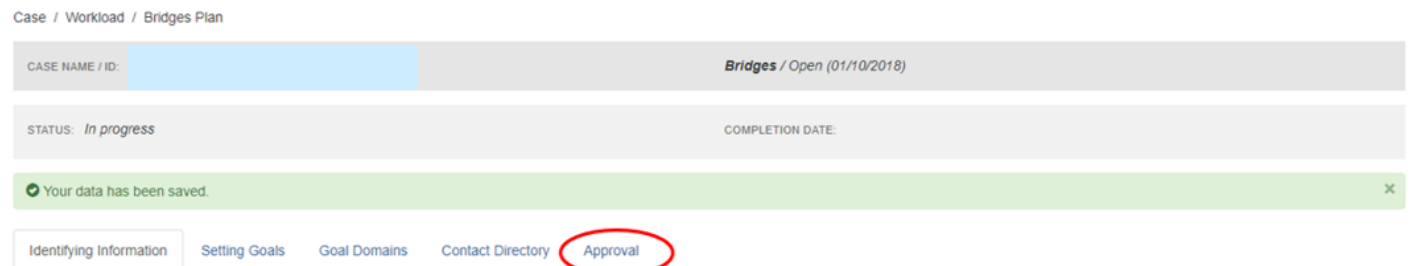 Case / Workload / Bridges Plan
CASE NAME / ID: Bridges / Open (01/10/2018)
STATUS: In progress COMPLETION DATE:
Your data has been saved. ×
Identifying Information Setting Goals Goal Domains Contact Directory Approval